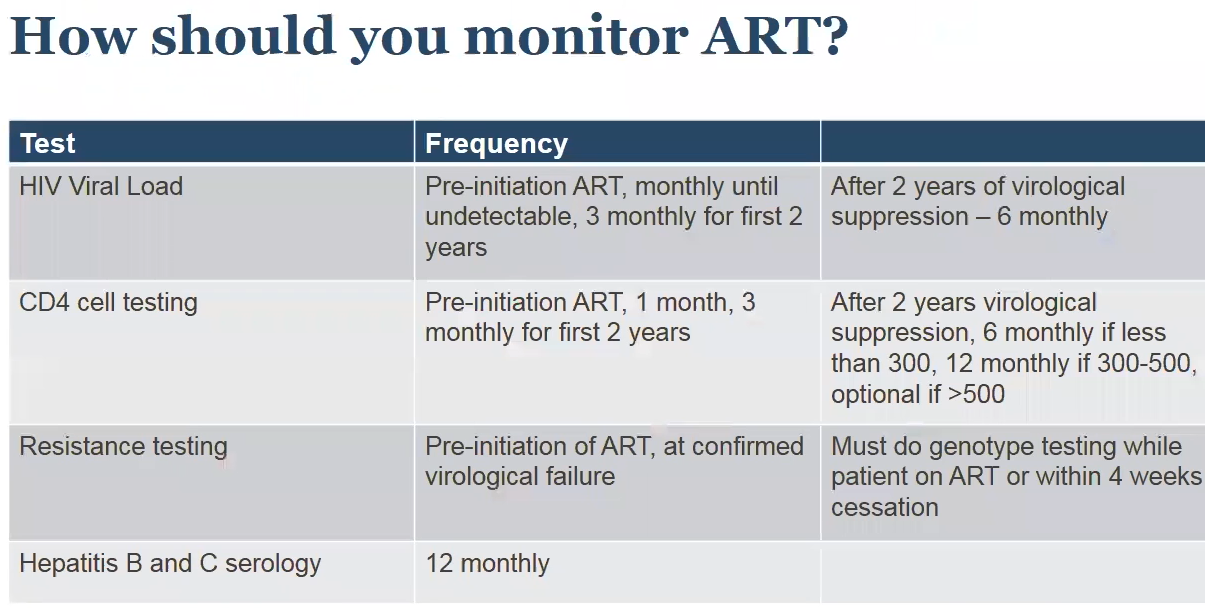 How should you monitor ART?
Test
Frequency
HIV Viral Load
Pre-initiation ART, monthly until
undetectable, 3 monthly for first 2
years
After 2 years of virological
suppression – 6 monthly
CD4 cell testing
Pre-initiation ART, 1 month, 3
monthly for first 2 years
After 2 years virological
suppression, 6 monthly if less
than 300, 12 monthly if 300-500,
optional if >500
Resistance testing
Pre-initiation of ART, at confirmed
virological failure
Must do genotype testing while
patient on ART or within 4 weeks
cessation
Hepatitis B and C serology
12 monthly